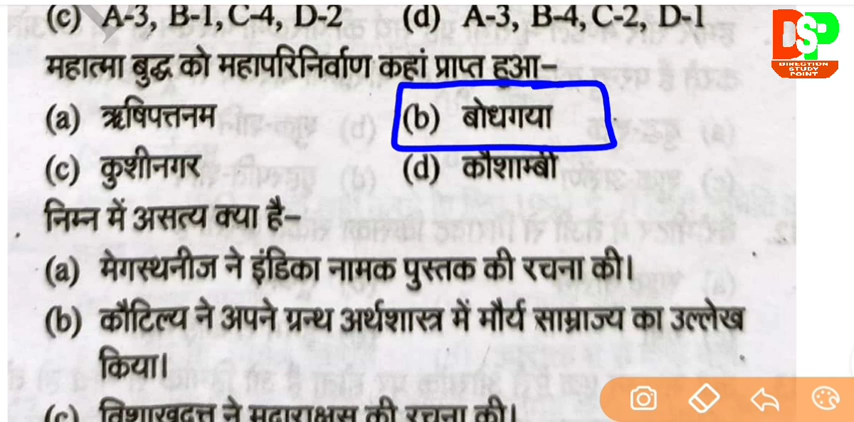 (c) A-3, B-1, C-4, D-2 (d) A-3, B-4, C-2, D-1
महात्मा बुद्ध को महापरिनिर्वाण कहां प्राप्त हुआ–
(a) ऋषिपत्तनम (b) बोधगया
(c) कुशीनगर (d) कौशाम्बी
निम्न में असत्य क्या है–
(a) मेगस्थनीज ने इंडिका नामक पुस्तक की रचना की।
(b) कौटिल्य ने अपने ग्रन्थ अर्थशास्त्र में मौर्य साम्राज्य का उल्लेख
किया।
(c) विशाखदत्त ने मुद्राराक्षस की रचना की।
DSP
DIRECTION
STUDY
POINT